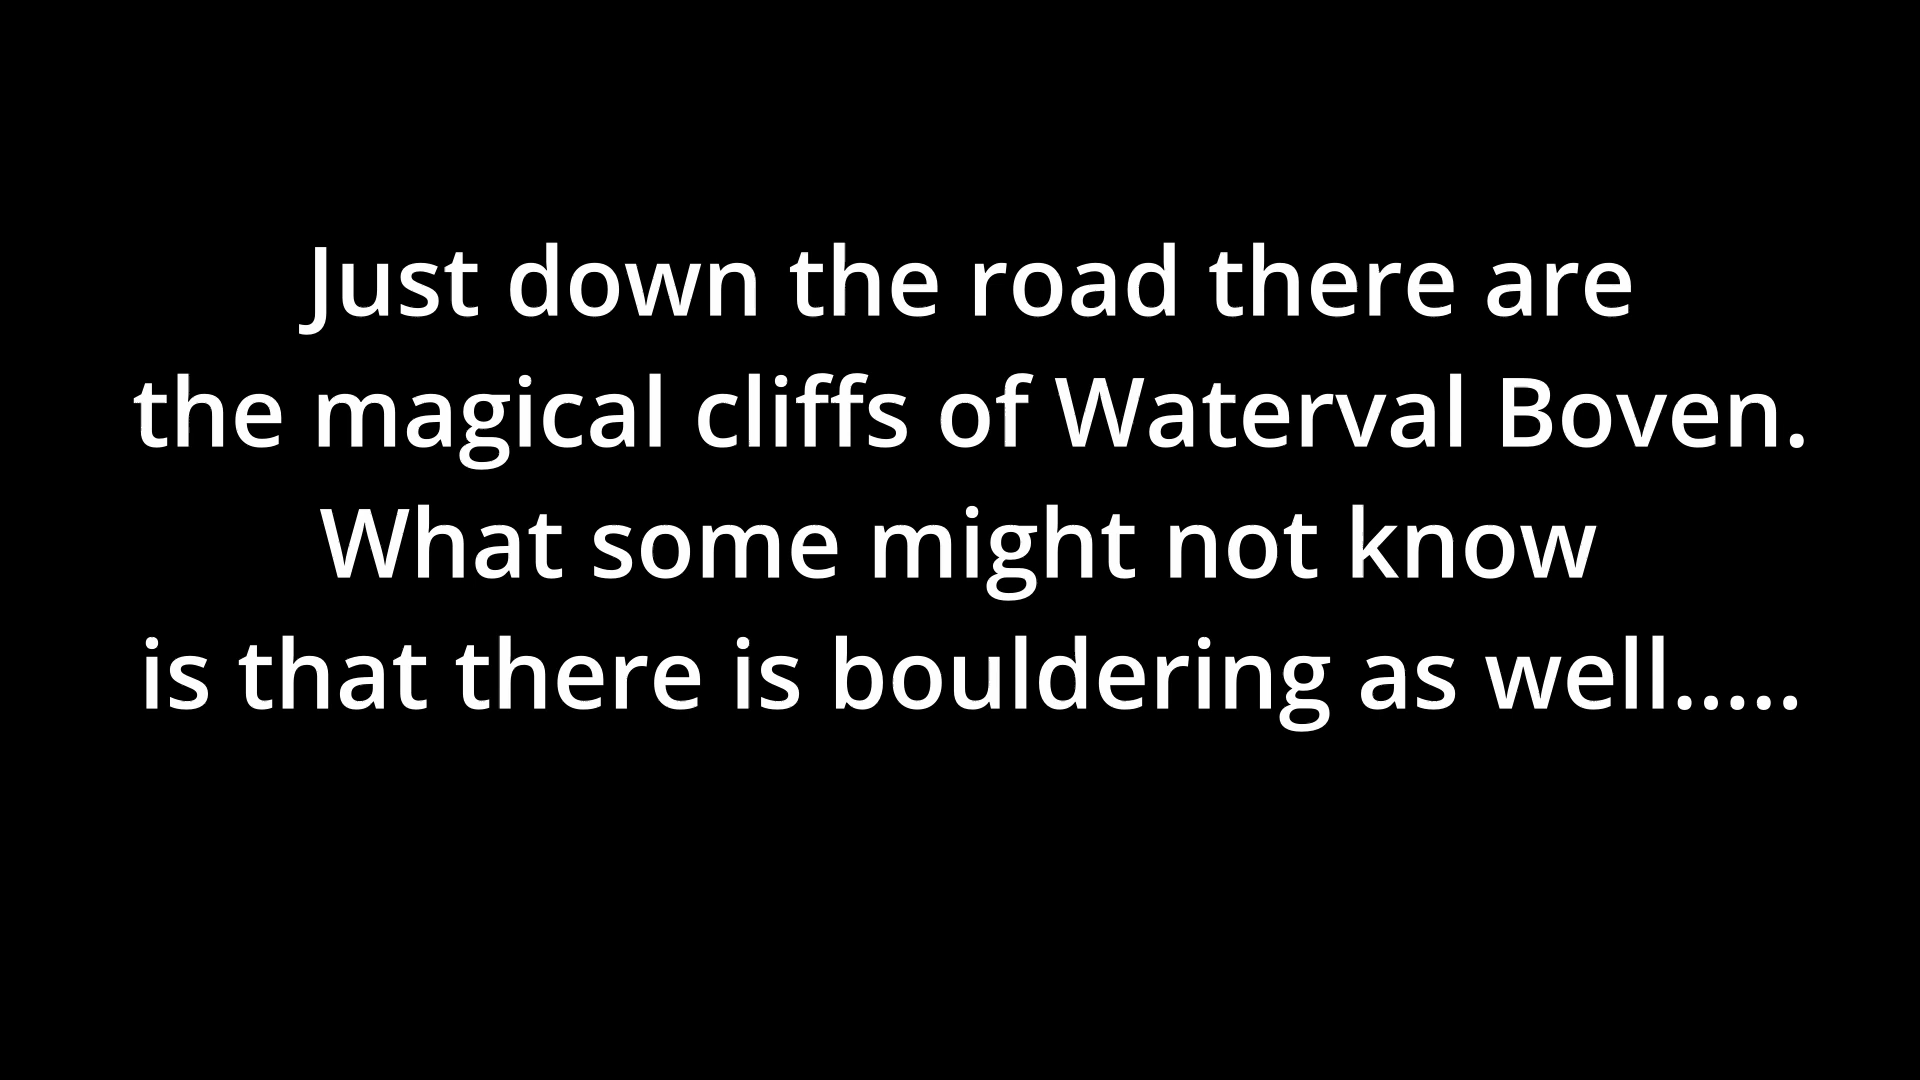 Just down the road there are
the magical cliffs of Waterval Boven.
What some might not know
is that there is bouldering as well.....